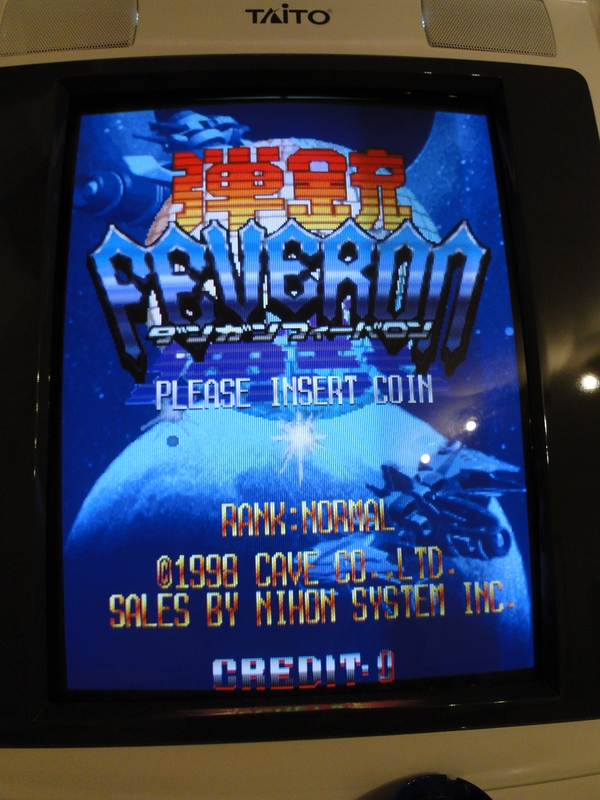 TAITO
弾銃
FEVERON
ダンガンフィーバロン
PLEASE INSERT COIN
RANK:NORMAL
©1998 CAVE CO.,LTD.
SALES BY NIHON SYSTEM INC.
CREDIT:0